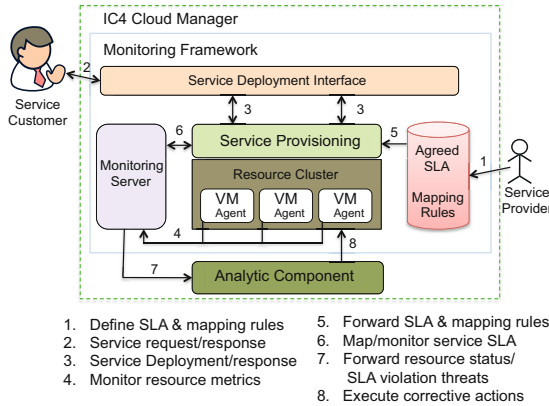 IC4 Cloud Manager
Monitoring Framework
2
Service
Customer
Service Deployment Interface
3
3
6
Service Provisioning
5
Monitoring
Server
Resource Cluster
VM
Agent
VM
Agent
VM
Agent
Agreed
SLA
Mapping
Rules
1
Service
Provider
4
8
7
Analytic Component
1. Define SLA & mapping rules
2. Service request/response
3. Service Deployment/response
4. Monitor resource metrics
5. Forward SLA & mapping rules
6. Map/monitor service SLA
7. Forward resource status/
SLA violation threats
8. Execute corrective actions